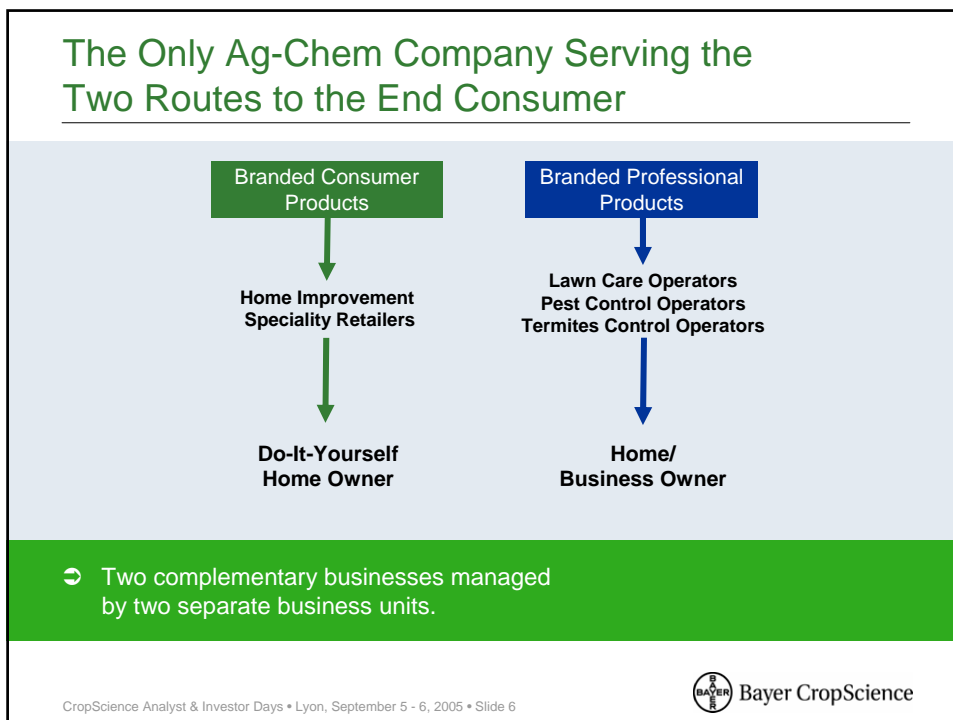 The Only Ag-Chem Company Serving the
Two Routes to the End Consumer
Branded Consumer
Products
Branded Professional
Products
Home Improvement
Speciality Retailers
Lawn Care Operators
Pest Control Operators
Termites Control Operators
Do-It-Yourself
Home Owner
Home/
Business Owner
➲ Two complementary businesses managed
by two separate business units.
CropScience Analyst & Investor Days • Lyon, September 5 - 6, 2005 • Slide 6
BAYER
BAYER
Bayer CropScience